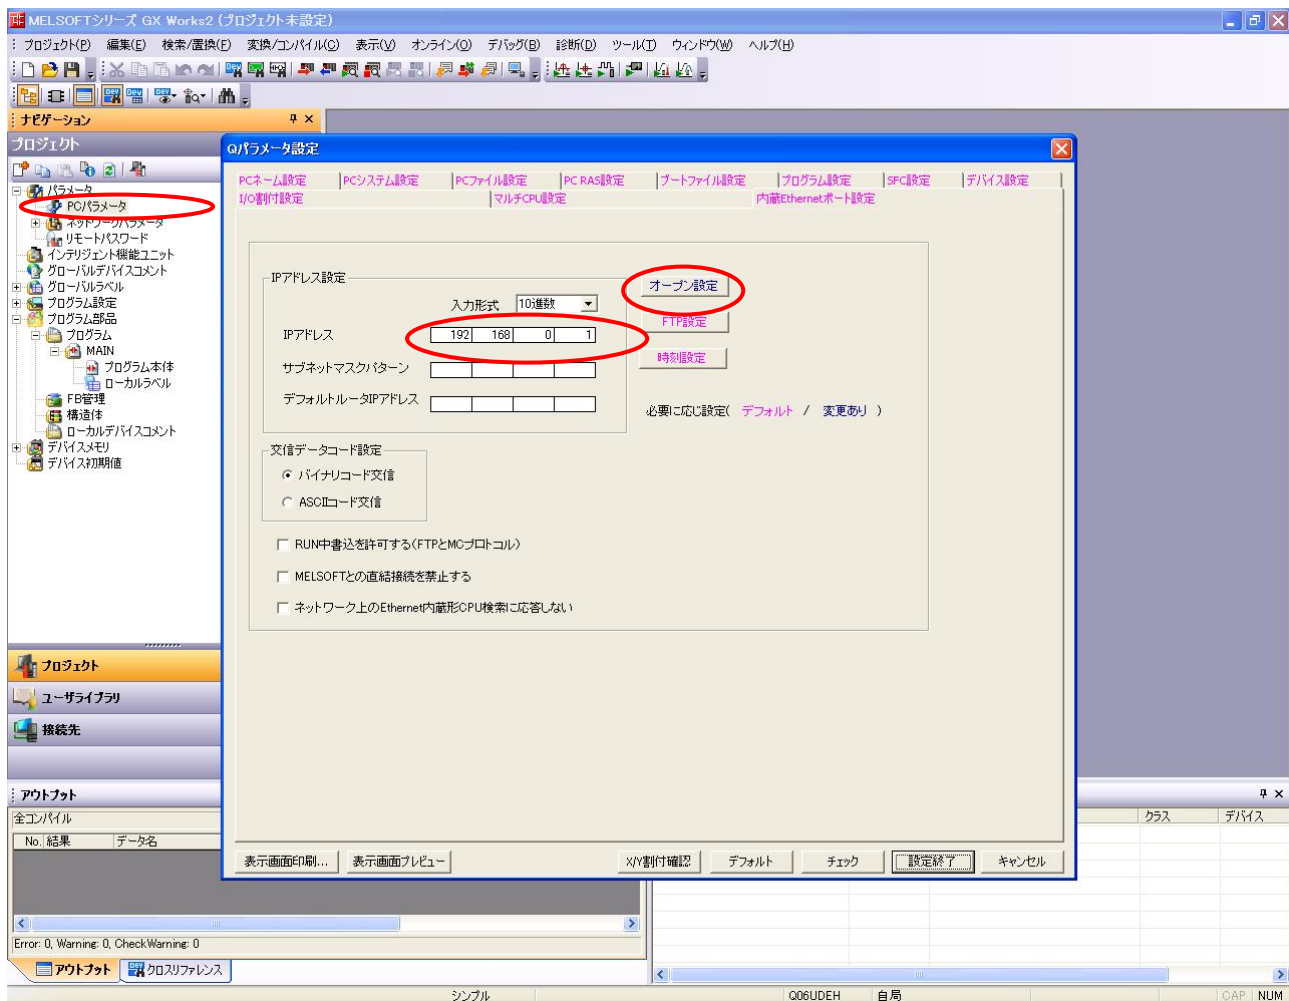 MELSOFTシリーズ GX Works2 (プロジェクト未設定)
プロジェクト(P) 編集(E) 検索/置換(F) 変換/コンパイル(C) 表示(V) オンライン(O) デバッグ(B) 診断(D) ツール(T) ウィンドウ(W) ヘルプ(H)
ナビゲーション
プロジェクト
パラメータ
PCパラメータ
ネットワークパラメータ
リモートパスワード
インテリジェント機能ユニット
グローバルデバイスコメント
グローバルラベル
プログラム設定
プログラム部品
プログラム
MAIN
プログラム本体
ローカルラベル
FB管理
構造体
ローカルデバイスコメント
デバイスメモリ
デバイス初期値
プロジェクト
ユーザライブラリ
接続先
Qパラメータ設定
PCネーム設定 PCシステム設定 PCファイル設定 PC RAS設定 ブートファイル設定 プログラム設定 SFC設定 デバイス設定
I/O割付設定 マルチCPU設定 内蔵Ethernetポート設定
IPアドレス設定
入力形式 10進数
IPアドレス 192 168 0 1
サブネットマスクパターン
デフォルトルータIPアドレス
オープン設定
FTP設定
時刻設定
必要に応じ設定( デフォルト / 変更あり )
交信データコード設定
バイナリコード交信
ASCIIコード交信
RUN中書込を許可する(FTPとMCプロトコル)
MELSOFTとの直結接続を禁止する
ネットワーク上のEthernet内蔵形CPU検索に応答しない
表示画面印刷... 表示画面プレビュー X/Y割付確認 デフォルト チェック 設定終了 キャンセル
アウトプット
全コンパイル
No. 結果 データ名
クラス デバイス
Error: 0, Warning: 0, CheckWarning: 0
アウトプット クロスリファレンス
シンプル Q06UDEH 自局 CAP NUM